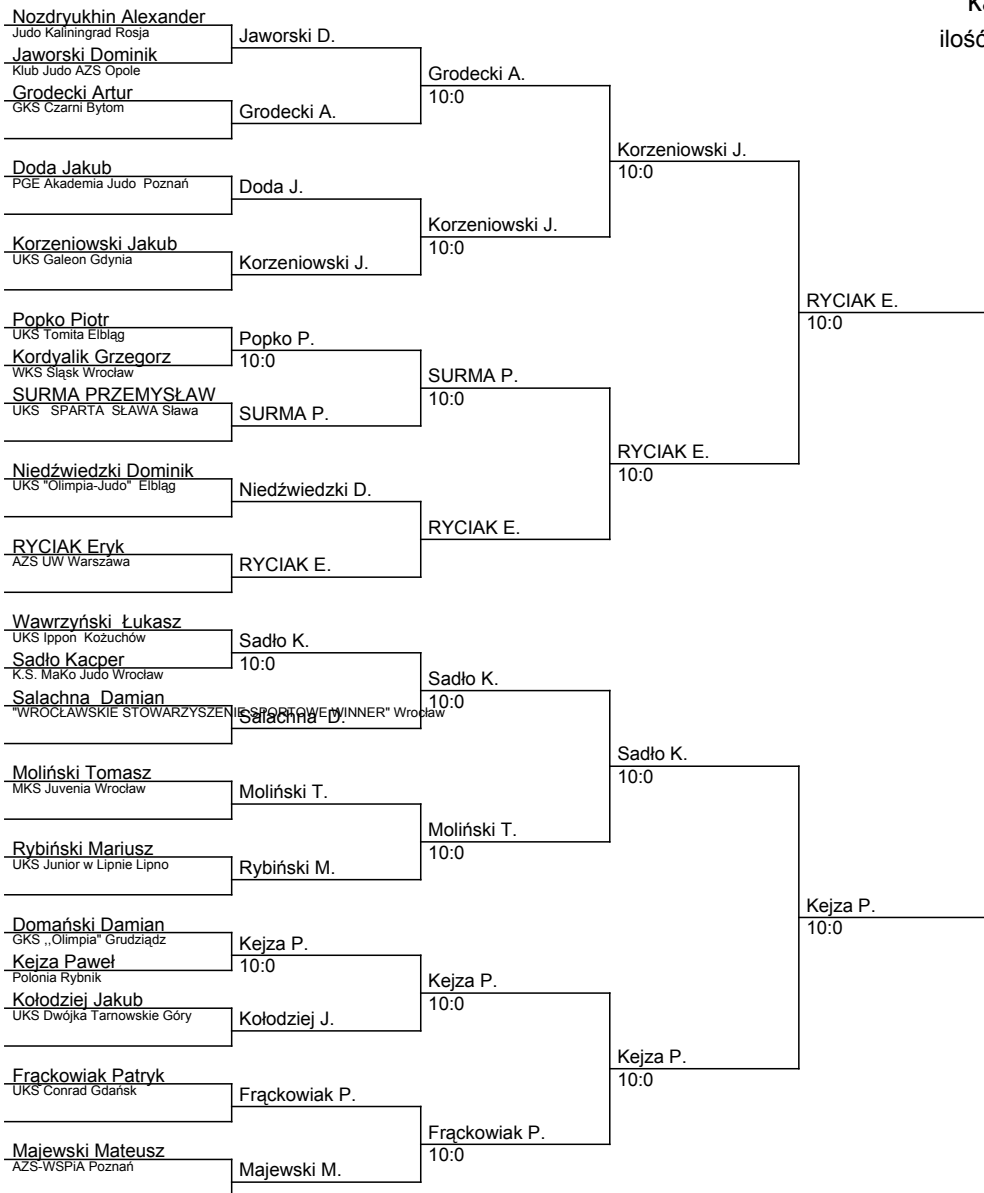 Nozdryukhin Alexander
Judo Kaliningrad Rosja
Jaworski Dominik
Klub Judo AZS Opole
Grodecki Artur
GKS Czarni Bytom
Doda Jakub
PGE Akademia Judo Poznań
Korzeniowski Jakub
UKS Galeon Gdynia
Popko Piotr
UKS Tomita Elbląg
Kordyalik Grzegorz
WKS Śląsk Wrocław
SURMA PRZEMYSŁAW
UKS SPARTA SŁAWA Sława
Niedźwiedzki Dominik
UKS "Olimpia-Judo" Elbląg
RYCIAK Eryk
AZS UW Warszawa
Wawrzyński Łukasz
UKS Ippon Kożuchów
Sadło Kacper
K.S. MaKo Judo Wrocław
Salachna Damian
"WROCŁAWSKIE STOWARZYSZENIE SPORTOWE WINNER" Wrocław
Moliński Tomasz
MKS Juvenia Wrocław
Rybiński Mariusz
UKS Junior w Lipnie Lipno
Domański Damian
GKS ,,Olimpia" Grudziądz
Kejza Paweł
Polonia Rybnik
Kołodziej Jakub
UKS Dwójka Tarnowskie Góry
Frąckowiak Patryk
UKS Conrad Gdańsk
Majewski Mateusz
AZS-WSPiA Poznań
Jaworski D.
Grodecki A.
Doda J.
Korzeniowski J.
Popko P.
10:0
SURMA P.
Niedźwiedzki D.
RYCIAK E.
Sadło K.
10:0
Salachna D.
Moliński T.
Rybiński M.
Kejza P.
10:0
Kołodziej J.
Frąckowiak P.
Majewski M.
Grodecki A.
10:0
Korzeniowski J.
10:0
SURMA P.
10:0
RYCIAK E.
Sadło K.
10:0
Moliński T.
10:0
Kejza P.
10:0
Frąckowiak P.
10:0
Korzeniowski J.
10:0
RYCIAK E.
10:0
Sadło K.
10:0
Kejza P.
10:0
RYCIAK E.
10:0
Kejza P.
10:0
ilość